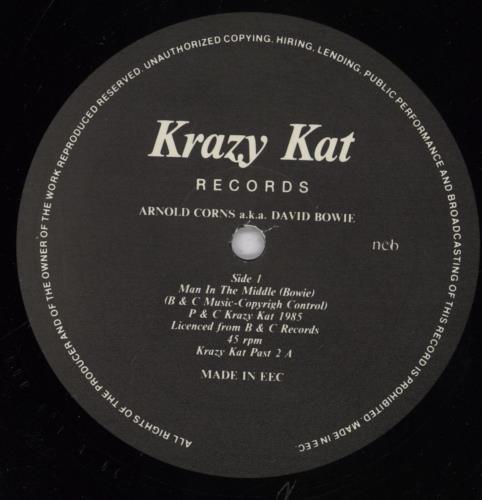 ALL RIGHTS OF THE PRODUCER AND OF THE OWNER OF THE WORK REPRODUCED RESERVED. UNAUTHORIZED COPYING, HIRING, LENDING, PUBLIC PERFORMANCE AND BROADCASTING OF THIS RECORD IS PROHIBITED. MADE IN EEC.
Krazy Kat
RECORDS
ARNOLD CORNS a.k.a. DAVID BOWIE
ncb
Side 1
Man In The Middle (Bowie)
(B & C Music-Copyrigh Control)
P & C Krazy Kat 1985
Licenced from B & C Records
45 rpm
Krazy Kat Past 2 A
MADE IN EEC